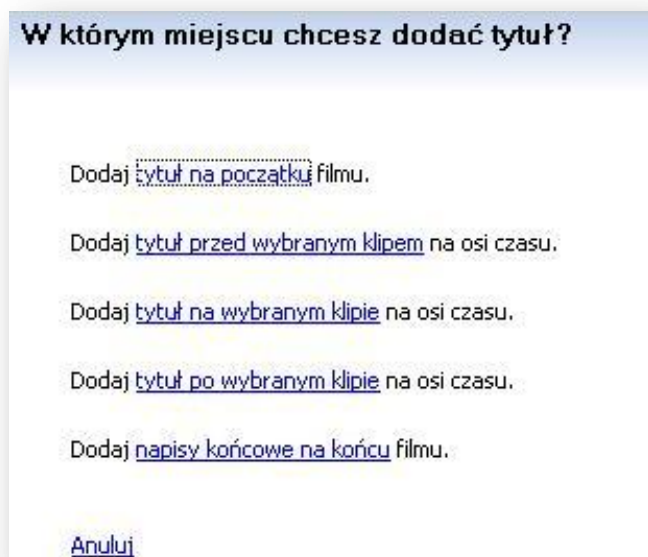 W którym miejscu chcesz dodać tytuł?
Dodaj tytuł na początku filmu.
Dodaj tytuł przed wybranym klipem na osi czasu.
Dodaj tytuł na wybranym klipie na osi czasu.
Dodaj tytuł po wybranym klipie na osi czasu.
Dodaj napisy końcowe na końcu filmu.
Anuluj